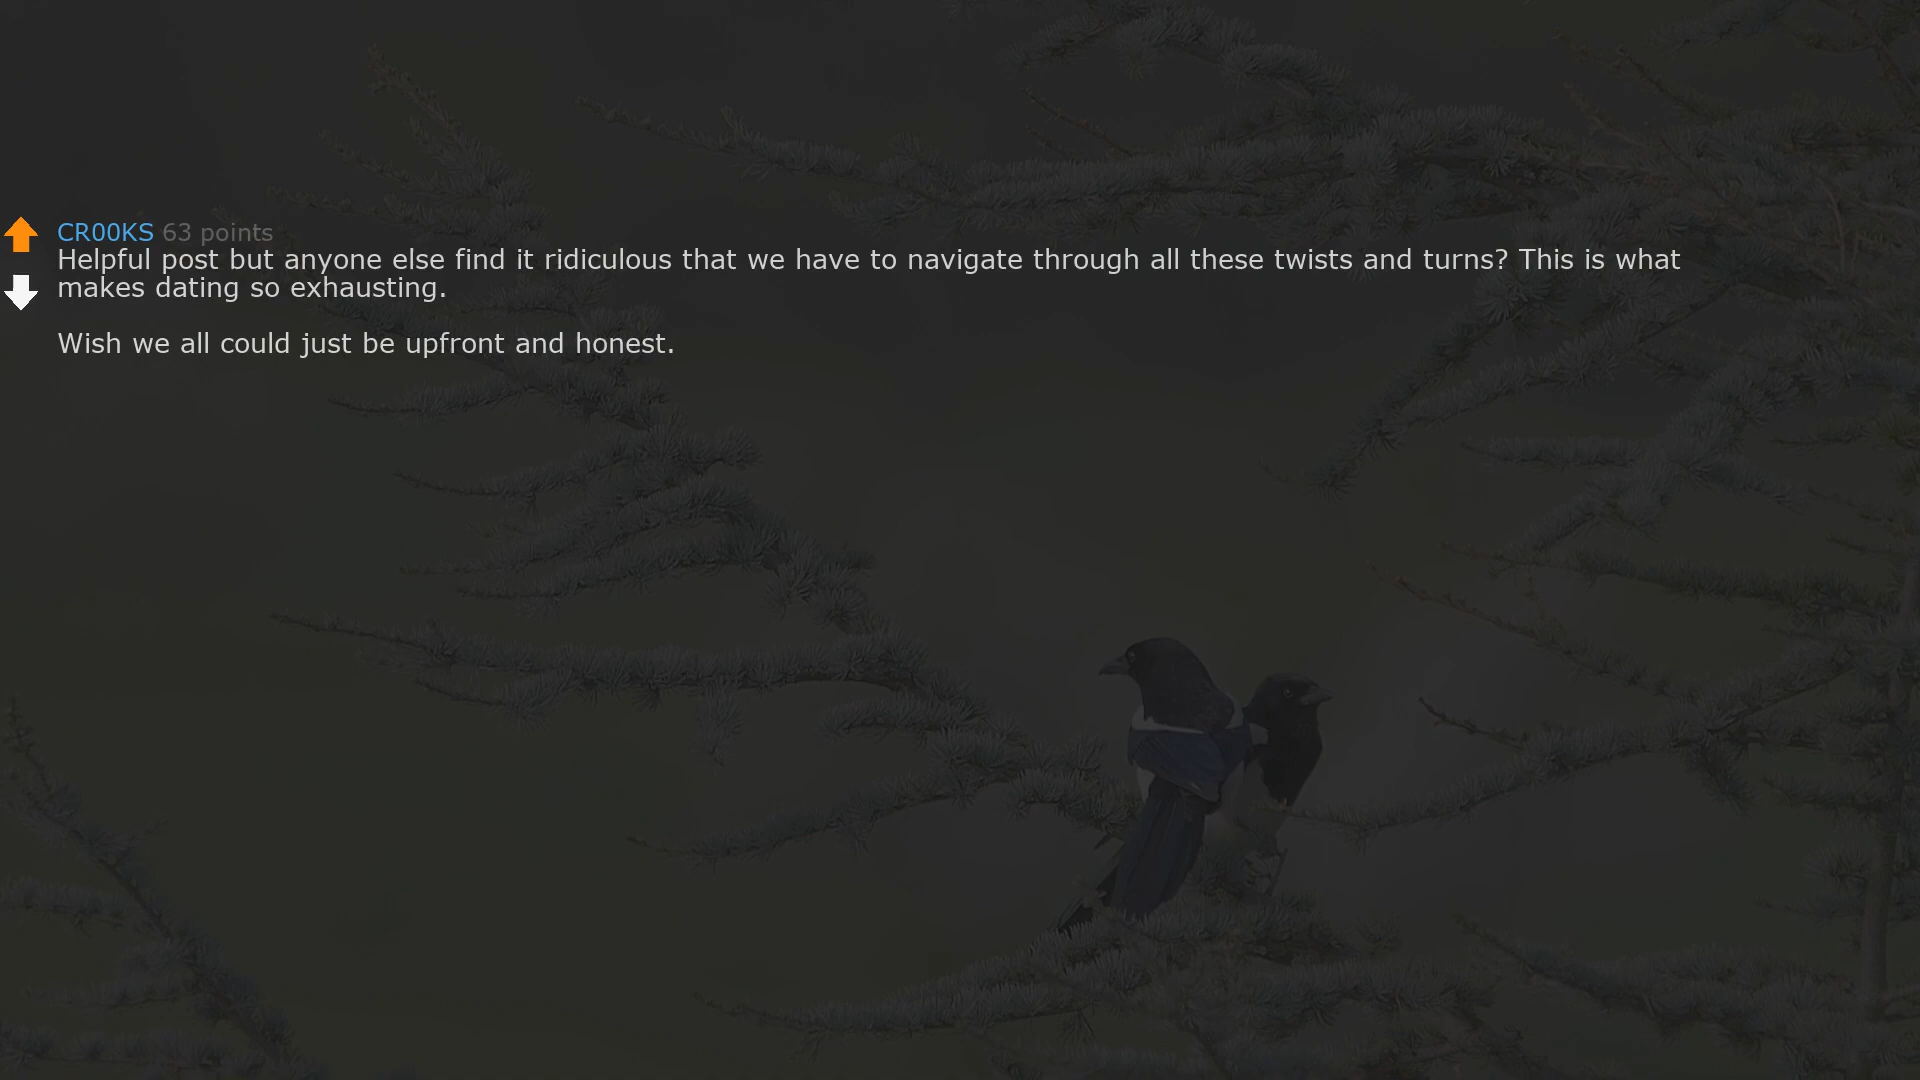 CR00KS 63 points
Helpful post but anyone else find it ridiculous that we have to navigate through all these twists and turns? This is what
makes dating so exhausting.
Wish we all could just be upfront and honest.